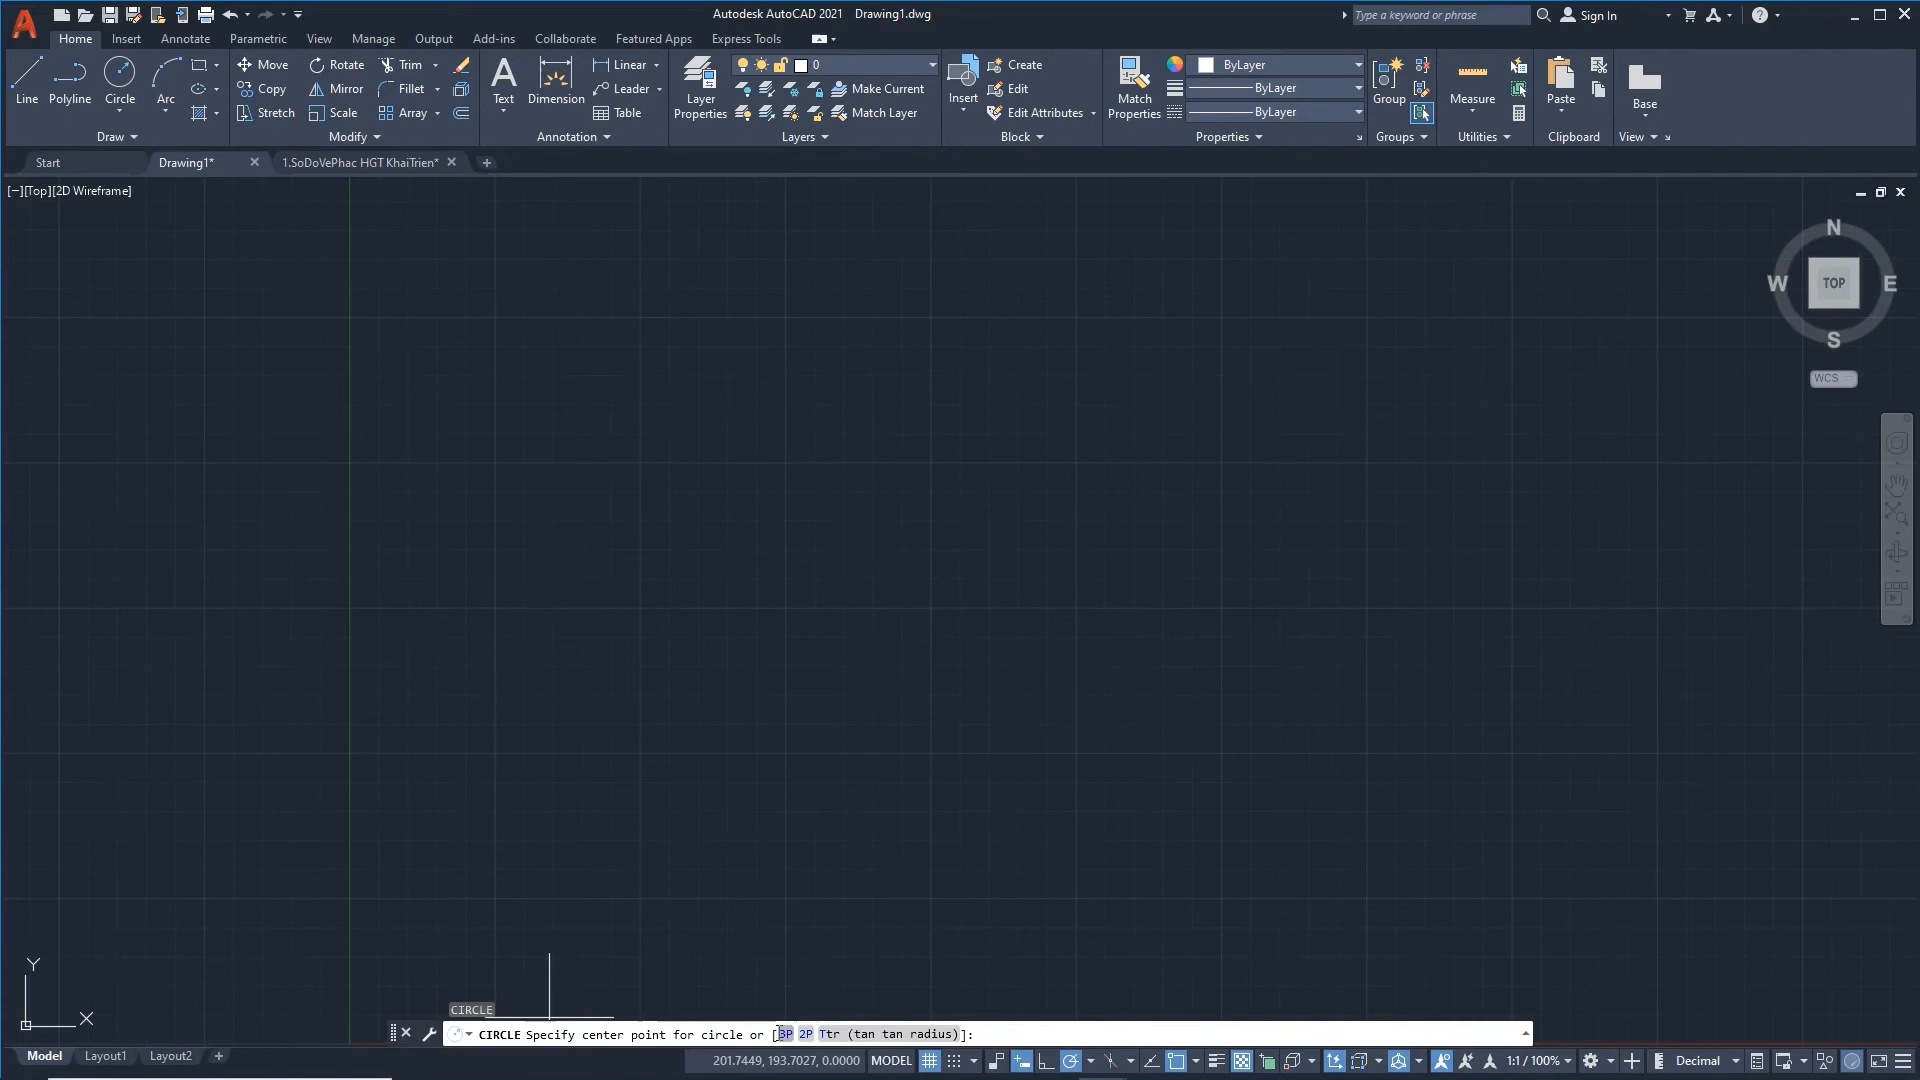 Autodesk AutoCAD 2021 Drawing1.dwg
Type a keyword or phrase
Sign In
Home Insert Annotate Parametric View Manage Output Add-ins Collaborate Featured Apps Express Tools
Line Polyline Circle Arc
Move Rotate Trim
Copy Mirror Fillet
Stretch Scale Array
Text Dimension
Linear
Leader
Table
Layer Properties
0
Make Current
Match Layer
Insert
Create
Edit
Edit Attributes
Match Properties
ByLayer
ByLayer
ByLayer
Group
Measure
Paste
Base
Draw Modify Annotation Layers Block Properties Groups Utilities Clipboard View
Start Drawing1* 1.SoDoVePhac HGT KhaiTrien*
[−][Top][2D Wireframe]
N
W TOP E
S
WCS
Y
X
CIRCLE
CIRCLE Specify center point for circle or [3P 2P Ttr (tan tan radius)]:
Model Layout1 Layout2
201.7449, 193.7027, 0.0000 MODEL 1:1 / 100% Decimal